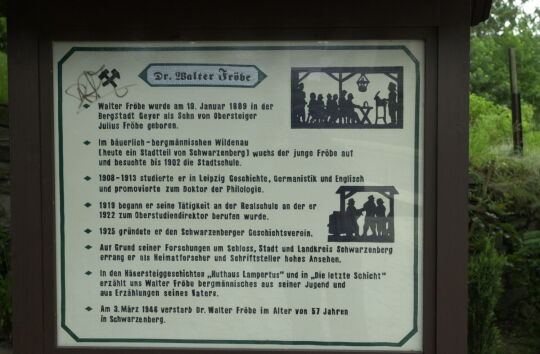 Dr. Walter Fröbe
Walter Fröbe wurde am 19. Januar 1889 in der
Bergstadt Geyer als Sohn von Obersteiger
Julius Fröbe geboren.
Im bäuerlich-bergmännischen Wildenau
(heute ein Stadtteil von Schwarzenberg) wuchs der junge Fröbe auf
und besuchte bis 1902 die Stadtschule.
1908-1913 studierte er in Leipzig Geschichte, Germanistik und Englisch
und promovierte zum Doktor der Philologie.
1919 begann er seine Tätigkeit an der Realschule an der er
1922 zum Oberstudiendirektor berufen wurde.
1925 gründete er den Schwarzenberger Geschichtsverein.
Auf Grund seiner Forschungen um Schloss, Stadt und Landkreis Schwarzenberg
errang er als Heimatforscher und Schriftsteller hohes Ansehen.
In den Käsersteiggeschichten „Huthaus Lampertus" und in „Die letzte Schicht"
erzählt uns Walter Fröbe bergmännisches aus seiner Jugend und
aus Erzählungen seines Vaters.
Am 3. März 1946 verstarb Dr. Walter Fröbe im Alter von 57 Jahren
in Schwarzenberg.